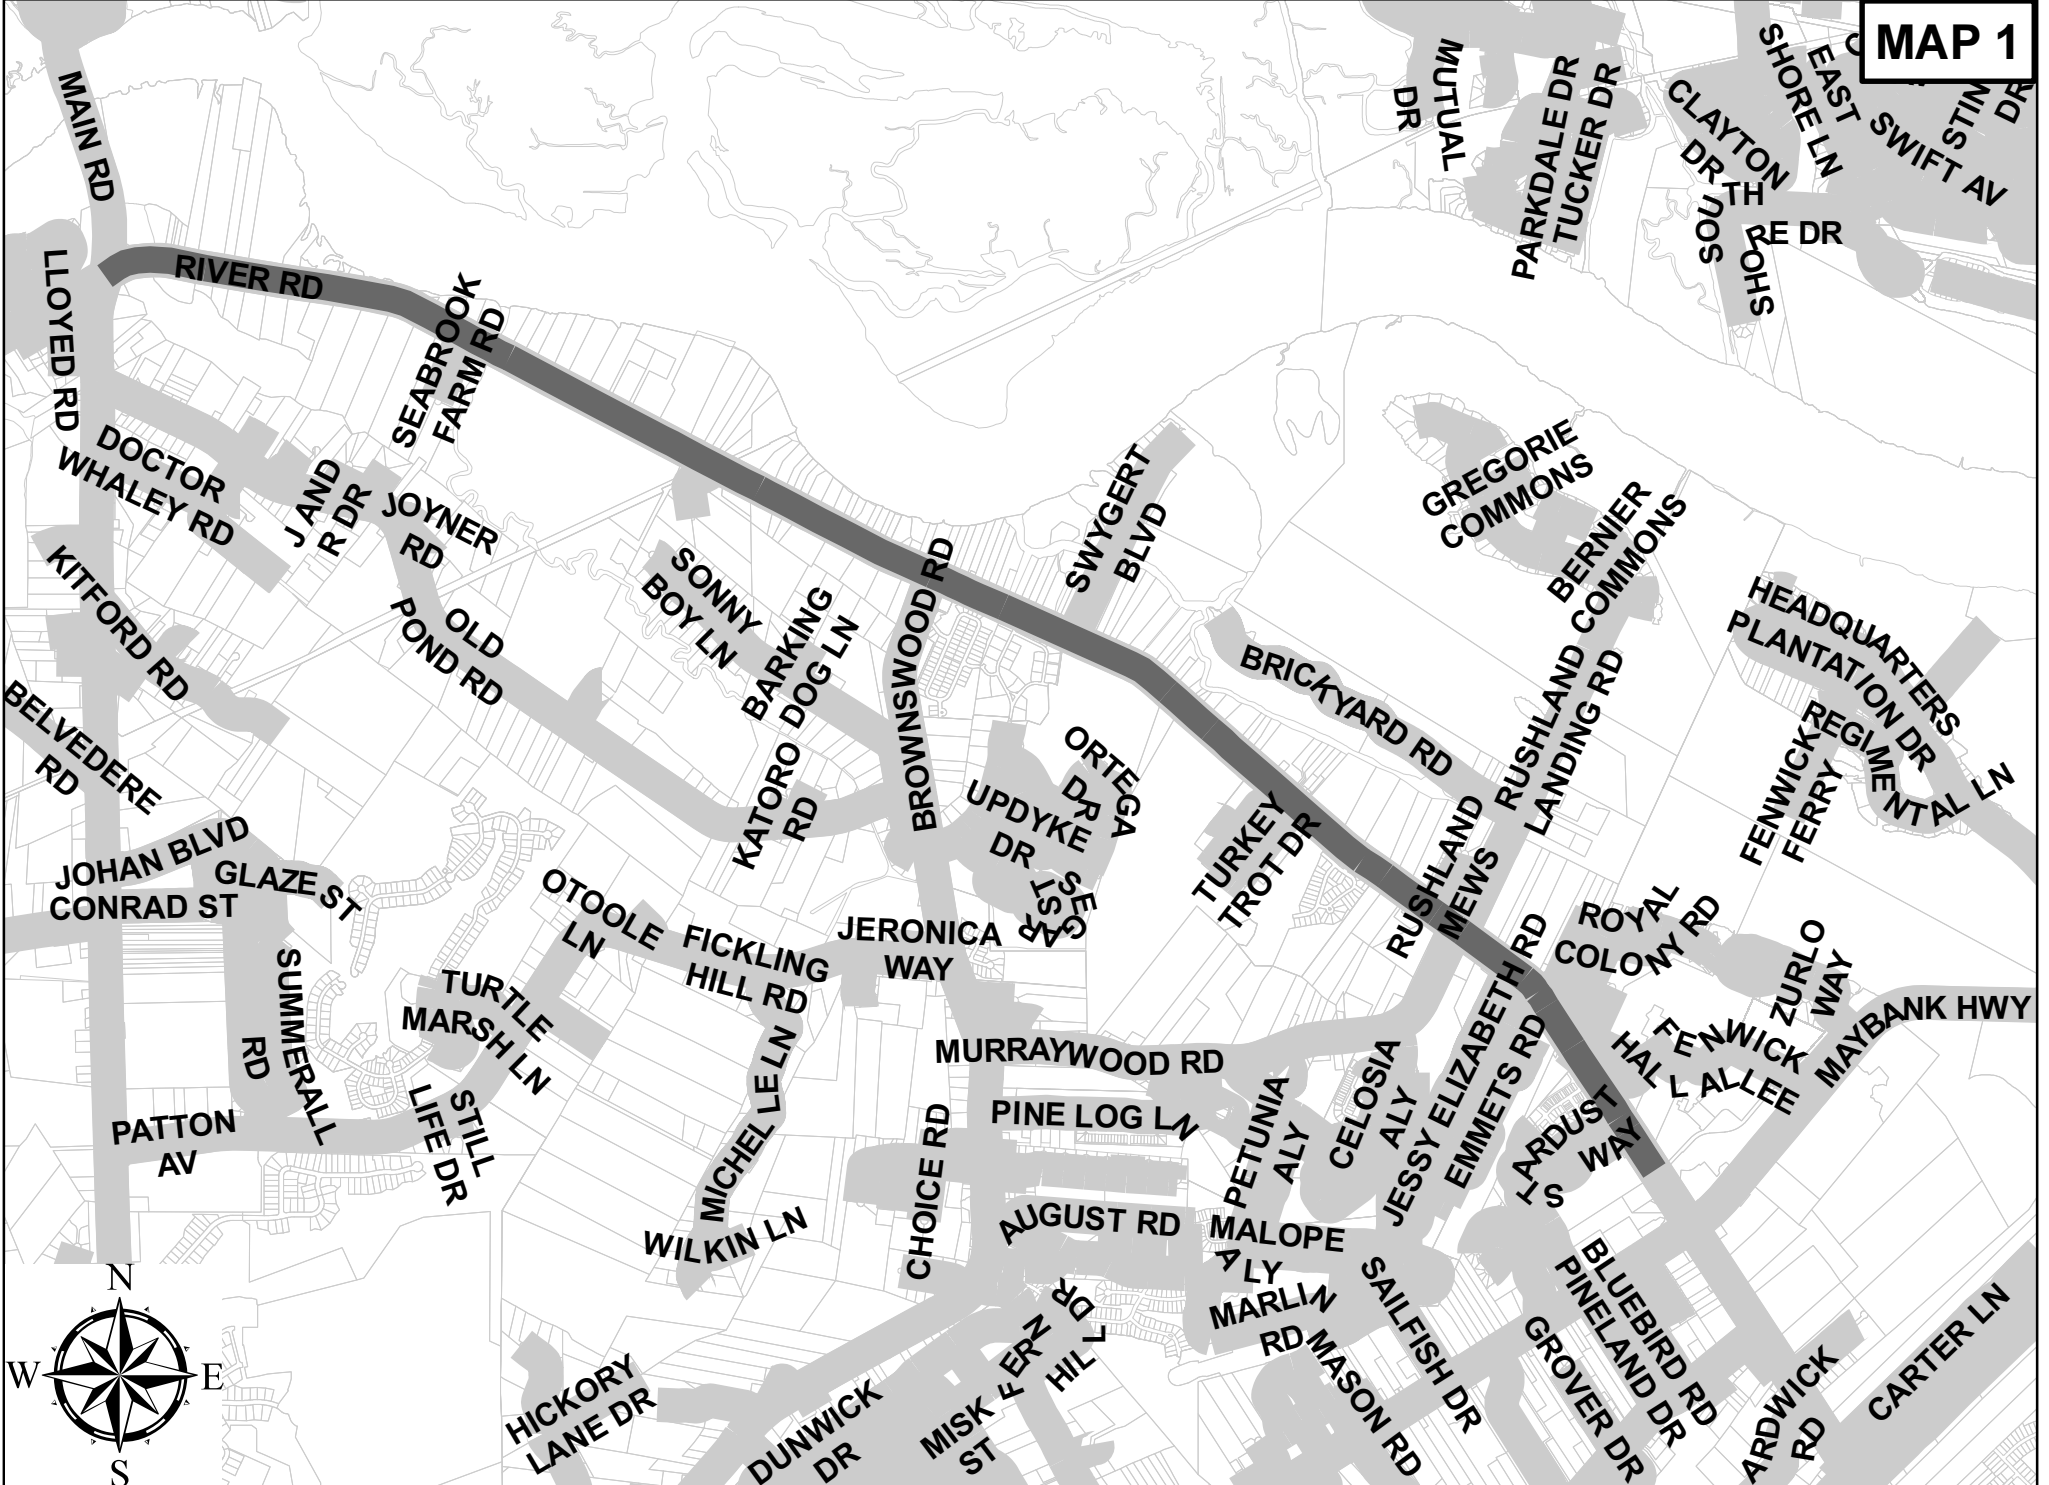 MAP 1
MAIN RD
MUTUAL
DR
PARKDALE DR
TUCKER DR
CLAYTON
DR
EAST
SHORE LN
SWIFT AV
DR
SOUTH
SHORE DR
LLOYED RD
RIVER RD
SEABROOK
FARM RD
DOCTOR
WHALEY RD
J AND
R DR
JOYNER
RD
KITFORD RD
OLD
POND RD
SONNY
BOY LN
BARKING
DOG LN
KATORO
RD
BROWNSWOOD RD
SWYGERT
BLVD
GREGORIE
COMMONS
BERNIER
COMMONS
HEADQUARTERS
PLANTATION DR
REGIMENTAL LN
FENWICK
FERRY
BRICKYARD RD
RUSHLAND
LANDING RD
RUSHLAND
MEWS
BELVEDERE
RD
JOHAN BLVD
GLAZE ST
CONRAD ST
ORTEGA
DR
UPDYKE
DR
SEGAR
ST
TURKEY
TROT DR
OTOOLE
LN
FICKLING
HILL RD
JERONICA
WAY
ROYAL
COLONY RD
ZURLO
WAY
MAYBANK HWY
FENWICK
HALL ALLEE
SUMMERALL
RD
TURTLE
MARSH LN
STILL
LIFE DR
PATTON
AV
MICHELLE LN
WILKIN LN
MURRAYWOOD RD
PINE LOG LN
CHOICE RD
AUGUST RD
PETUNIA
ALY
CELOSIA
ALY
JESSY ELIZABETH RD
EMMETS RD
STARDUST
WAY
MALOPE
ALY
MARLIN
RD
MASON RD
SAILFISH DR
BLUEBIRD RD
PINELAND DR
GROVER DR
FERN
HILL DR
MISK
ST
DUNWICK
DR
HICKORY
LANE DR
ARDWICK
RD
CARTER LN
N
W E
S